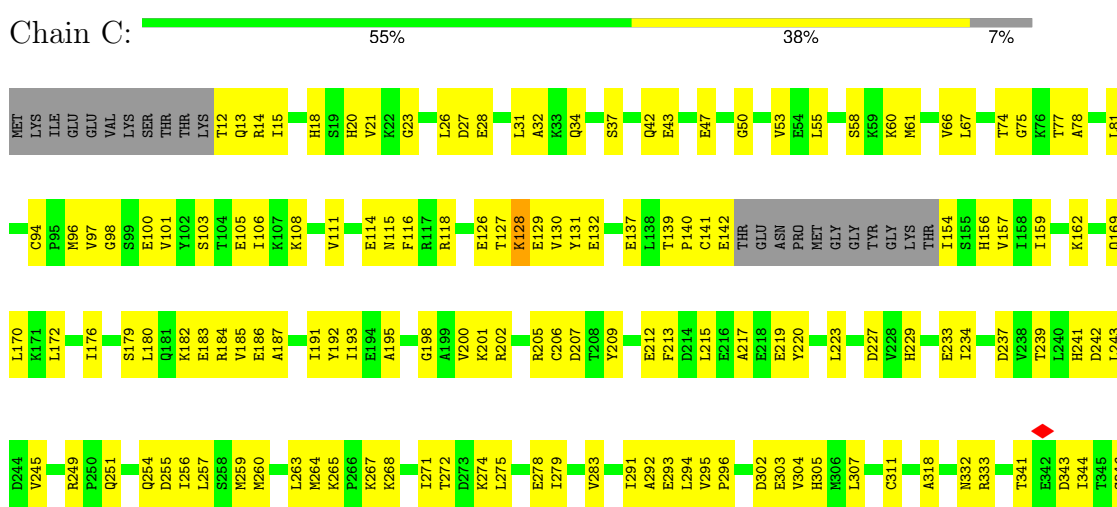 Chain C:
55% 38% 7%
MET LYS ILE GLU GLU VAL LYS SER THR THR LYS T12 Q13 R14 I15 H18 S19 H20 V21 K22 G23 L26 D27 E28 L31 A32 K33 Q34 S37 Q42 E43 E47 G50 V53 E54 L55 S58 K59 K60 M61 V66 L67 T74 G75 K76 T77 A78 L81
C94 P95 M96 V97 G98 S99 E100 V101 Y102 S103 T104 E105 I106 K107 K108 V111 E114 N115 F116 R117 R118 E126 T127 K128 E129 V130 Y131 E132 E137 L138 T139 P140 C141 E142 THR GLU ASN PRO MET GLY GLY TYR GLY LYS THR I154 S155 H156 V157 I158 I159 K162 Q169
L170 K171 L172 I176 S179 L180 Q181 K182 E183 R184 V185 E186 A187 I191 Y192 I193 E194 A195 G198 A199 V200 K201 R202 R205 C206 D207 T208 Y209 E212 F213 D214 L215 E216 A217 E218 E219 Y220 L223 D227 V228 H229 E233 I234 D237 V238 T239 L240 H241 D242 L243
D244 V245 R249 P250 Q251 Q254 D255 I256 L257 S258 M259 M260 L263 M264 K265 P266 K267 K268 I271 T272 D273 K274 L275 E278 I279 V283 I291 A292 E293 L294 V295 P296 D302 E303 V304 H305 M306 L307 C311 A318 N332 R333 T341 E342 D343 I344 T345